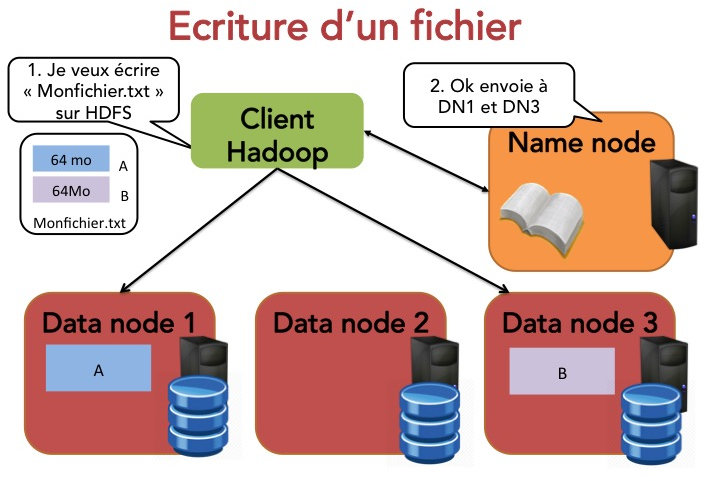 Ecriture d’un fichier
1. Je veux écrire
« Monfichier.txt »
sur HDFS
2. Ok envoie à
DN1 et DN3
Client
Hadoop
Name node
64 mo
A
64Mo
B
Monfichier.txt
Data node 1
A
Data node 2
Data node 3
B